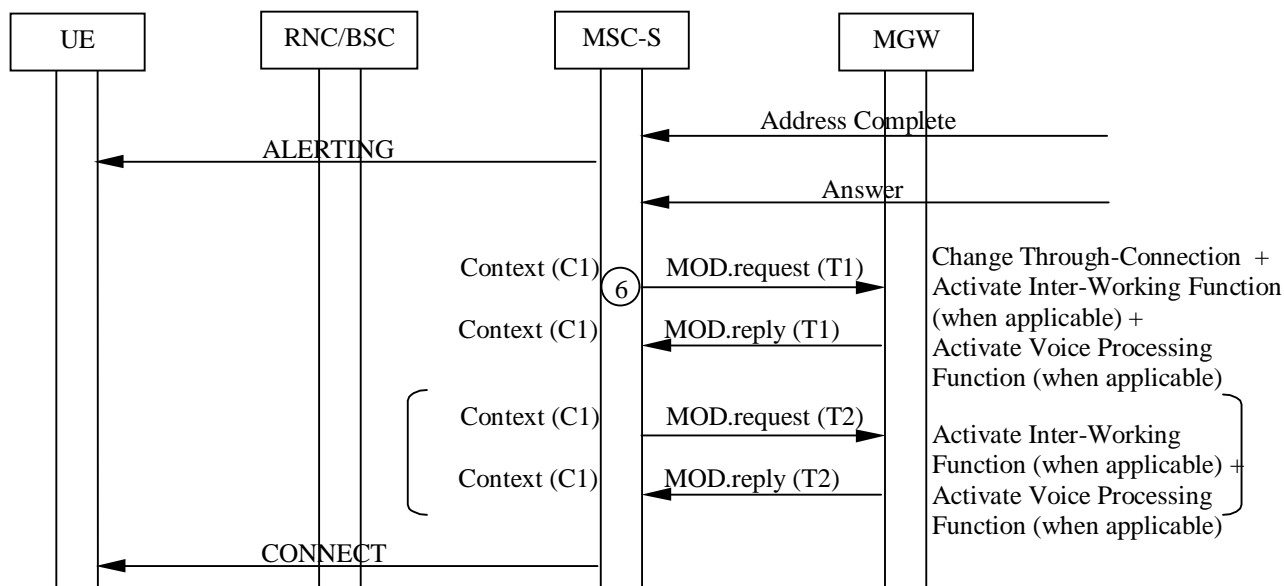 UE
RNC/BSC
MSC-S
MGW
Address Complete
ALERTING
Answer
Context (C1)
6
MOD.request (T1)
Change Through-Connection +
Activate Inter-Working Function
(when applicable) +
Activate Voice Processing
Function (when applicable)
Context (C1)
MOD.reply (T1)
Context (C1)
MOD.request (T2)
Activate Inter-Working
Function (when applicable) +
Activate Voice Processing
Function (when applicable)
Context (C1)
MOD.reply (T2)
CONNECT